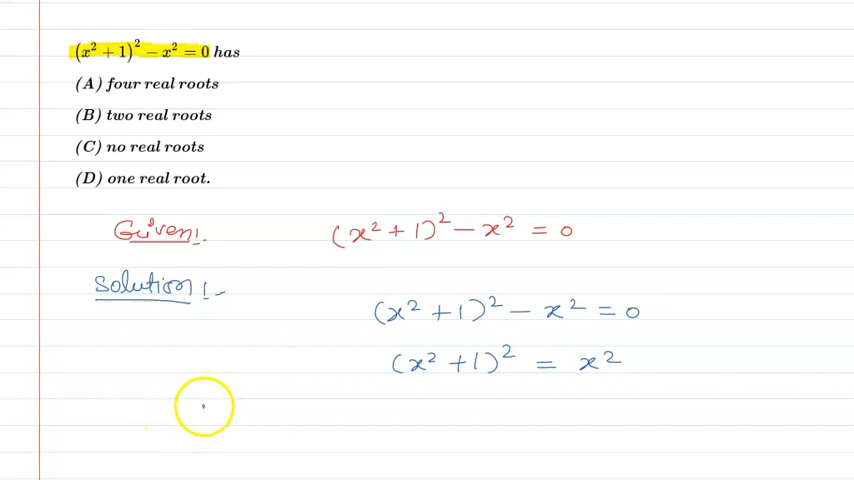 (x² + 1)² − x² = 0 has
(A) four real roots
(B) two real roots
(C) no real roots
(D) one real root.
Given:. (x² + 1)² − x² = 0
Solution:-
(x² + 1)² − x² = 0
(x² + 1)² = x²